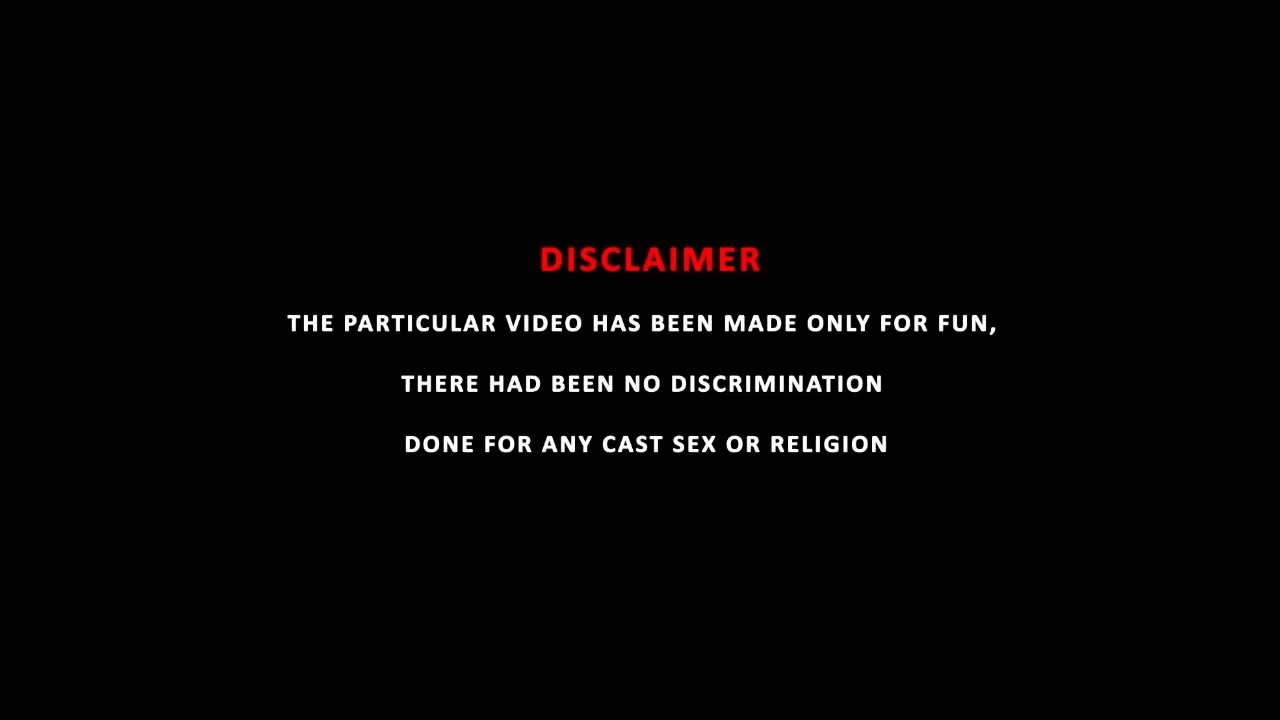 DISCLAIMER
THE PARTICULAR VIDEO HAS BEEN MADE ONLY FOR FUN,
THERE HAD BEEN NO DISCRIMINATION
DONE FOR ANY CAST SEX OR RELIGION